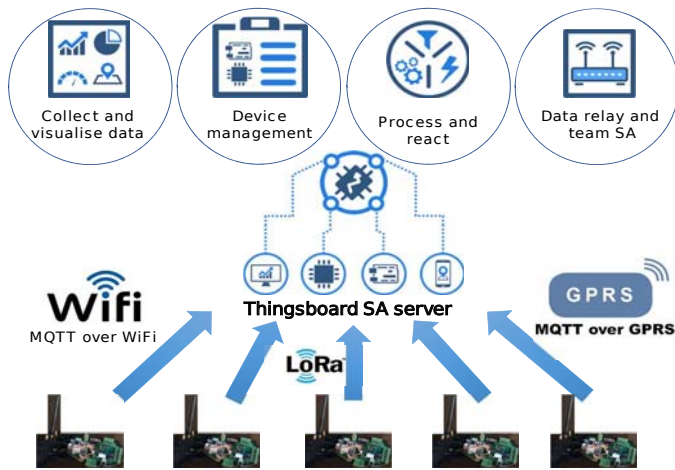 Collect and
visualise data
Device
management
Process and
react
Data relay and
team SA
Thingsboard SA server
Wifi
MQTT over WiFi
GPRS
MQTT over GPRS
LoRa